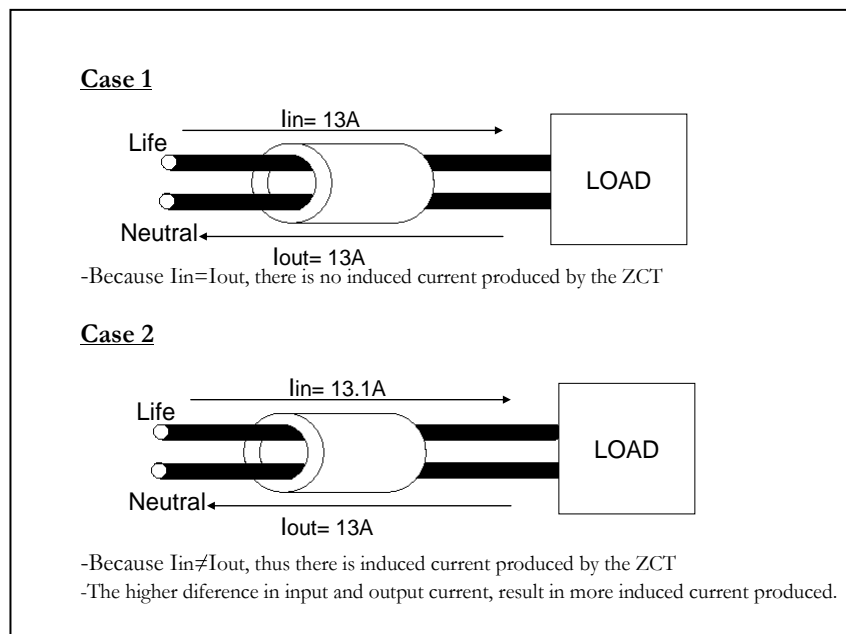 Case 1
Iin= 13A
Life
LOAD
Neutral
Iout= 13A
-Because Iin=Iout, there is no induced current produced by the ZCT
Case 2
Iin= 13.1A
Life
LOAD
Neutral
Iout= 13A
-Because Iin≠Iout, thus there is induced current produced by the ZCT
-The higher diference in input and output current, result in more induced current produced.